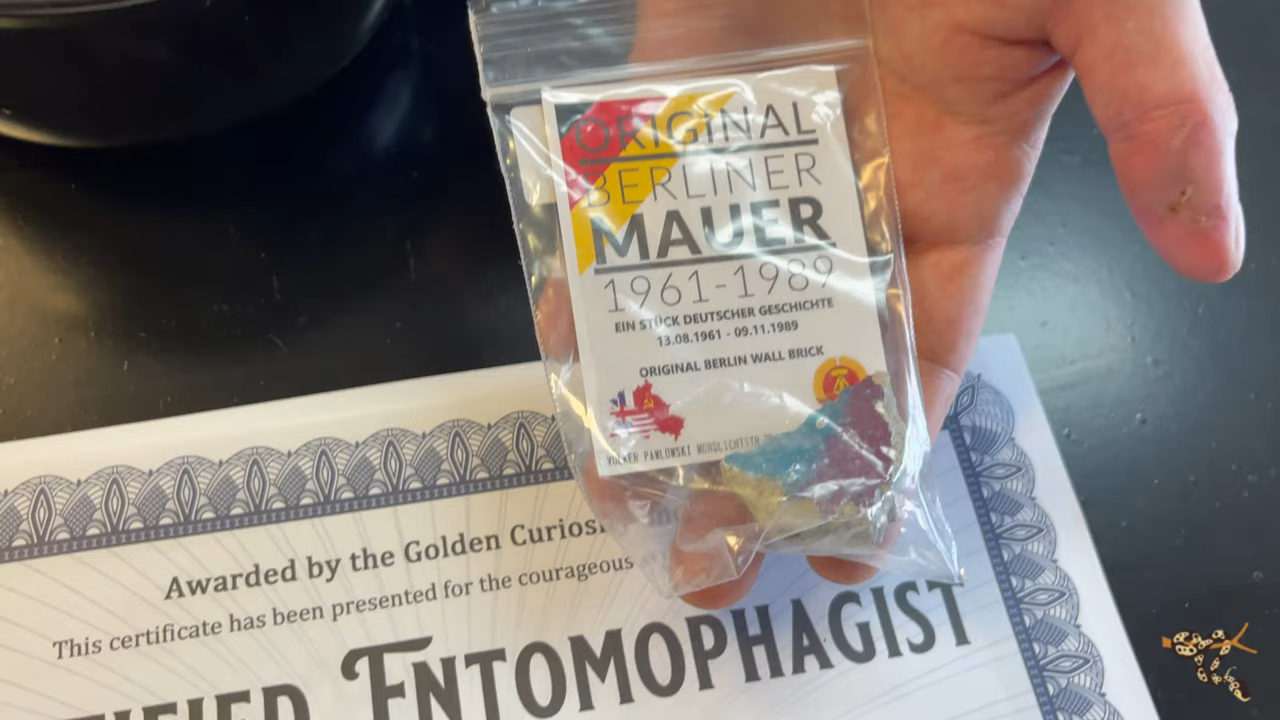 ORIGINAL
BERLINER
MAUER
1961-1989
EIN STÜCK DEUTSCHER GESCHICHTE
13.08.1961 - 09.11.1989
ORIGINAL BERLIN WALL BRICK
VOLKER PAWLOWSKI NORDLICHTSTR
Awarded by the Golden
This certificate has been presented for the courageous
ENTOMOPHAGIST